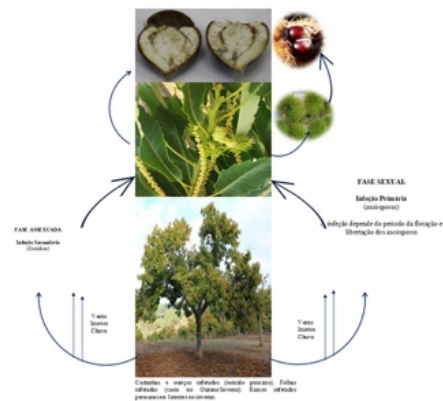 FASE SEXUAL
Infeção Primária
(ascósporos)
A infeção depende do período da floração e
libertação dos ascósporos
FASE ASSEXUADA
Infeção Secundária
(Conídios)
Vento
Insetos
Chuva
Vento
Insetos
Chuva
Castanhas e ouriços infetados (inóculo primário). Folhas
infetadas (caem no Outono/Inverno). Ramos infetados
permanecem latentes no inverno.